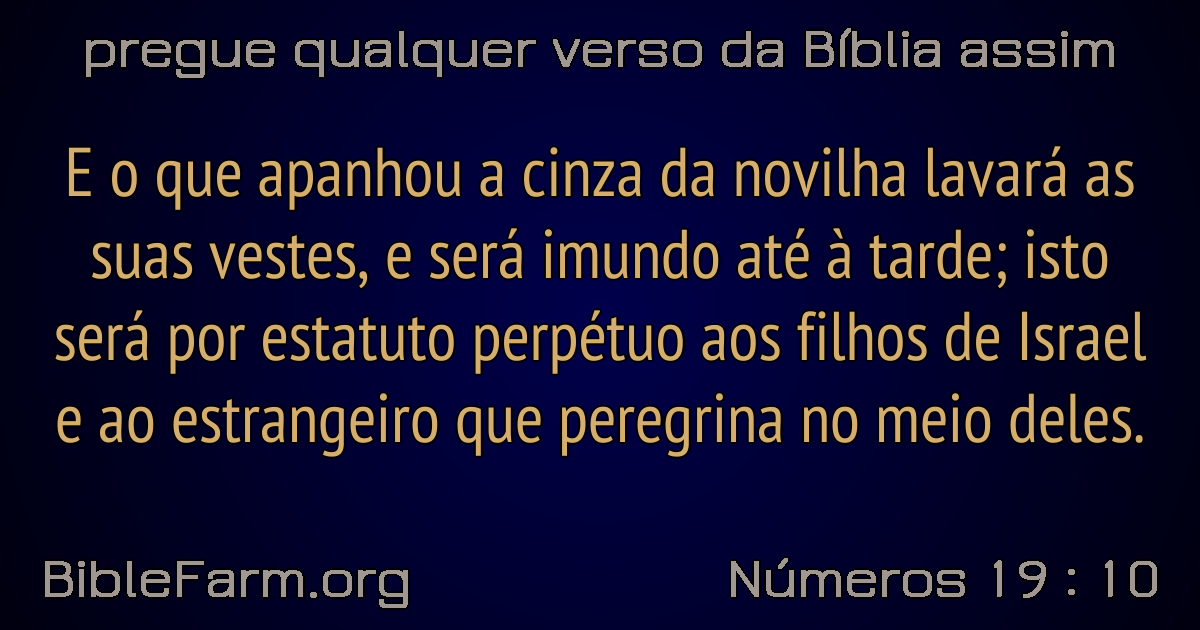 pregue qualquer verso da Bíblia assim
E o que apanhou a cinza da novilha lavará as
suas vestes, e será imundo até à tarde; isto
será por estatuto perpétuo aos filhos de Israel
e ao estrangeiro que peregrina no meio deles.
BibleFarm.org
Números 19 : 10